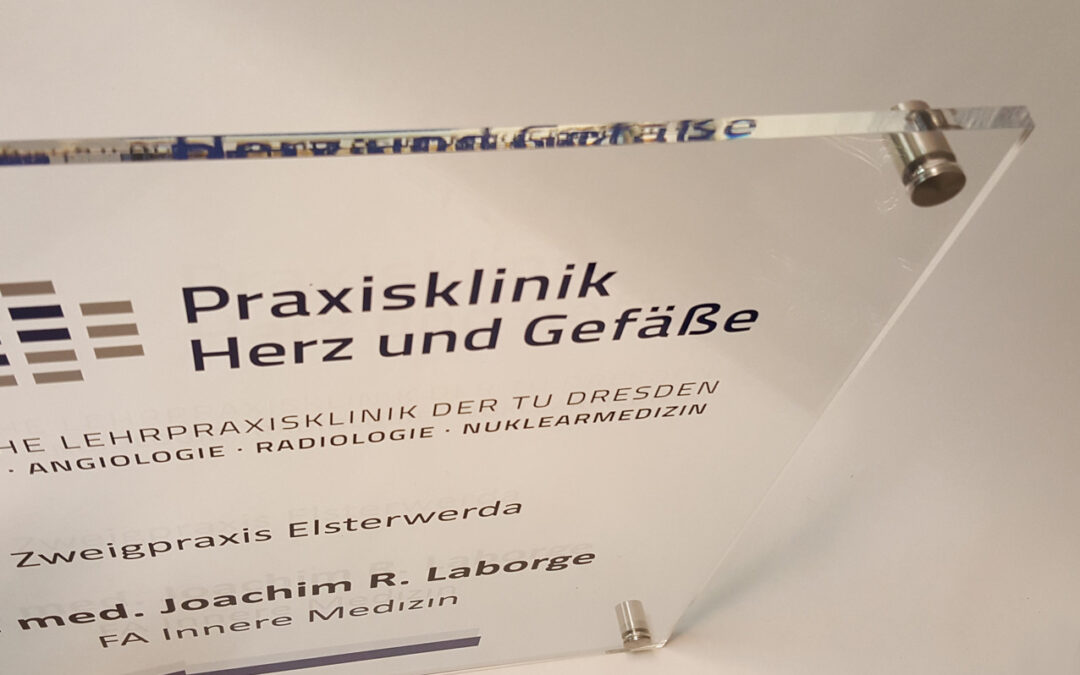 Praxisklinik
Herz und Gefäße
HE LEHRPRAXISKLINIK DER TU DRESDEN
· ANGIOLOGIE · RADIOLOGIE · NUKLEARMEDIZIN
Zweigpraxis Elsterwerda
med. Joachim R. Laborge
FA Innere Medizin